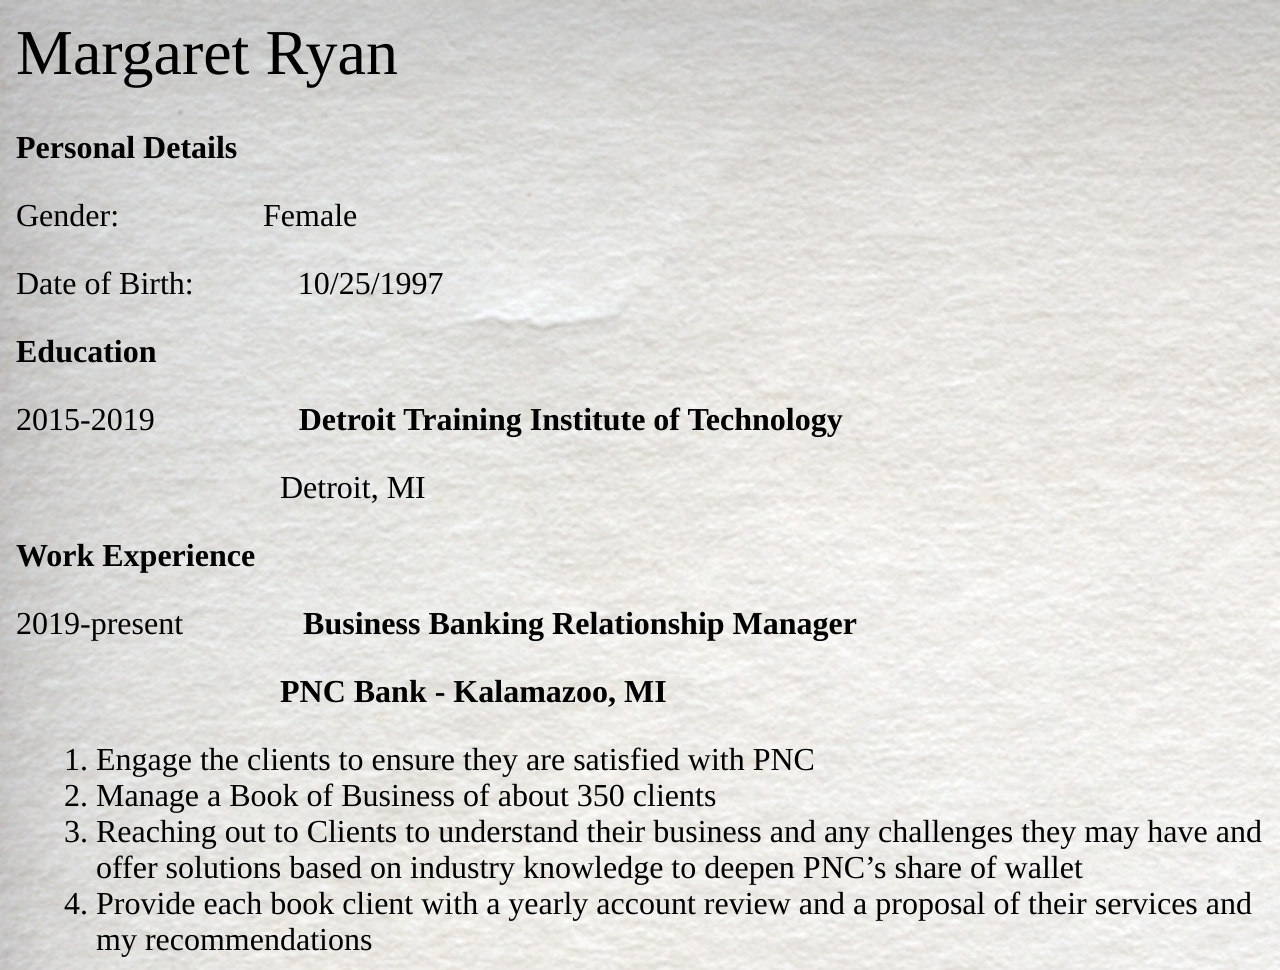 Margaret Ryan
Personal Details
Gender: Female
Date of Birth: 10/25/1997
Education
2015-2019 Detroit Training Institute of Technology
Detroit, MI
Work Experience
2019-present Business Banking Relationship Manager
PNC Bank - Kalamazoo, MI
1. Engage the clients to ensure they are satisfied with PNC
2. Manage a Book of Business of about 350 clients
3. Reaching out to Clients to understand their business and any challenges they may have and
offer solutions based on industry knowledge to deepen PNC’s share of wallet
4. Provide each book client with a yearly account review and a proposal of their services and
my recommendations